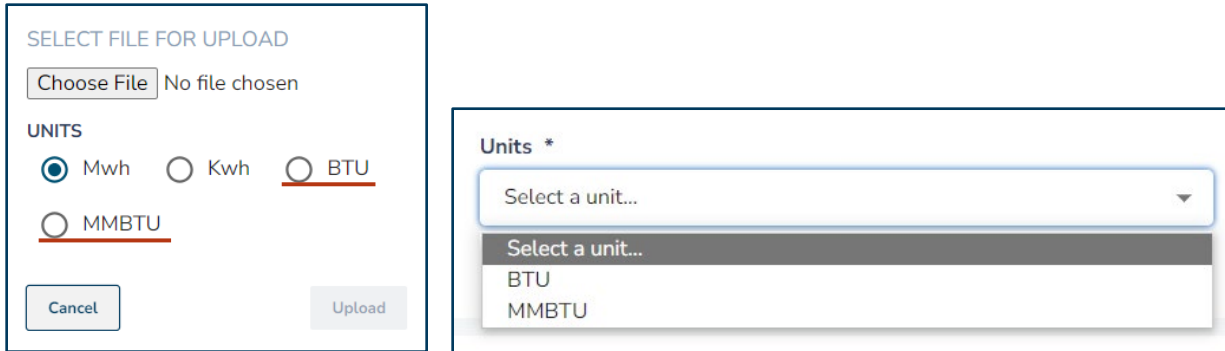 SELECT FILE FOR UPLOAD
Choose File No file chosen
UNITS
Mwh Kwh BTU
MMBTU
Cancel Upload
Units *
Select a unit...
Select a unit...
BTU
MMBTU